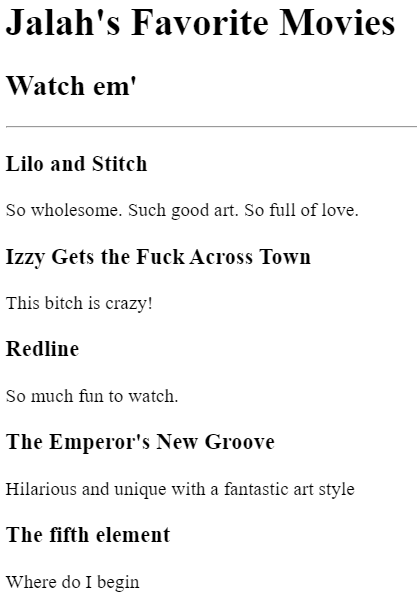 Jalah's Favorite Movies
Watch em'
Lilo and Stitch
So wholesome. Such good art. So full of love.
Izzy Gets the Fuck Across Town
This bitch is crazy!
Redline
So much fun to watch.
The Emperor's New Groove
Hilarious and unique with a fantastic art style
The fifth element
Where do I begin